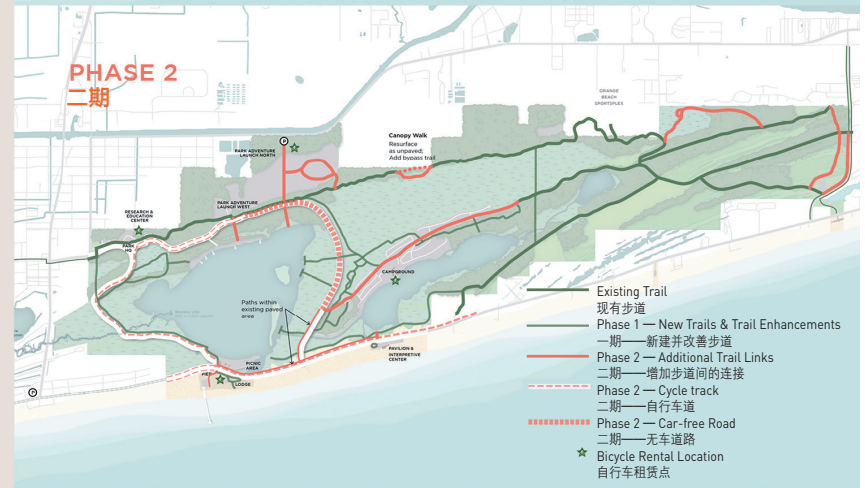 PHASE 2
二期
ORANGE
BEACH
SPORTSPLEX
Canopy Walk
Resurface
as unpaved;
Add bypass trail
P
PARK ADVENTURE
LAUNCH NORTH
PARK ADVENTURE
LAUNCH WEST
RESEARCH &
EDUCATION
CENTER
PARK
HQ
CAMPGROUND
Paths within
existing paved
area
PAVILION &
INTERPRETIVE
CENTER
PICNIC
AREA
PIER
LODGE
P
Existing Trail
现有步道
Phase 1 — New Trails & Trail Enhancements
一期——新建并改善步道
Phase 2 — Additional Trail Links
二期——增加步道间的连接
Phase 2 — Cycle track
二期——自行车道
Phase 2 — Car-free Road
二期——无车道路
Bicycle Rental Location
自行车租赁点